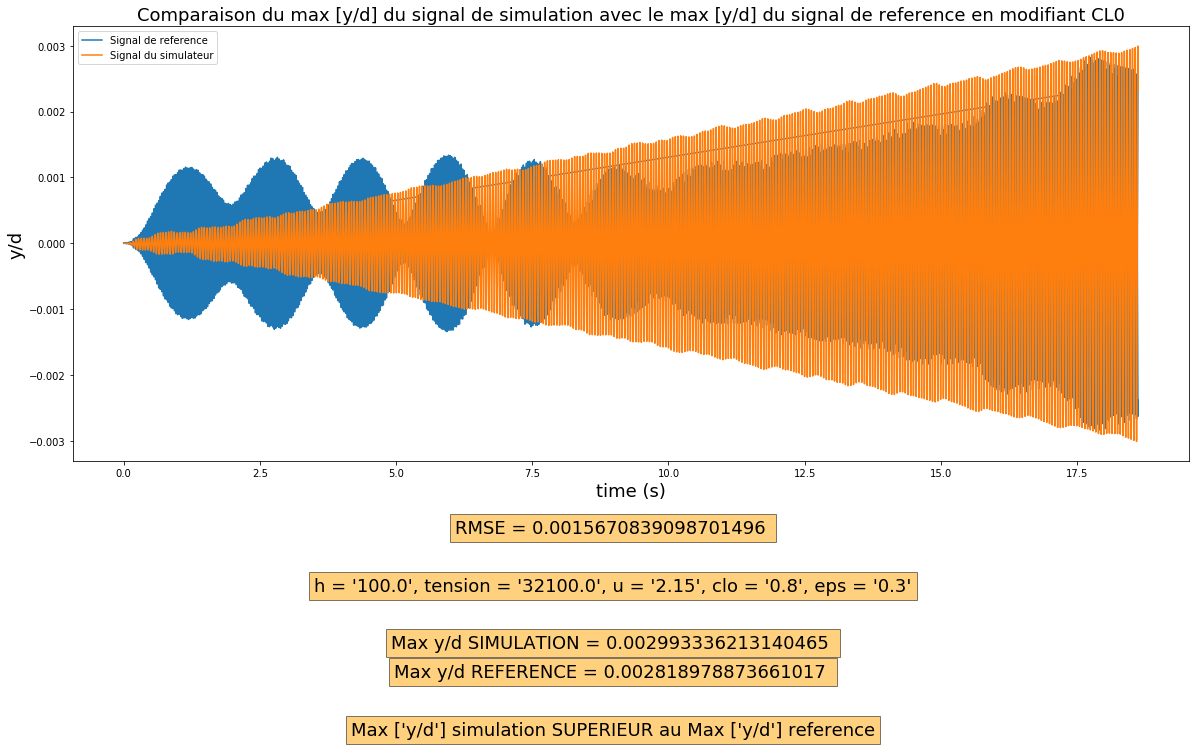 Comparaison du max [y/d] du signal de simulation avec le max [y/d] du signal de reference en modifiant CL0
Signal de reference
Signal du simulateur
0.003
0.002
0.001
0.000
−0.001
−0.002
−0.003
y/d
0.0 2.5 5.0 7.5 10.0 12.5 15.0 17.5
time (s)
RMSE = 0.0015670839098701496
h = '100.0', tension = '32100.0', u = '2.15', clo = '0.8', eps = '0.3'
Max y/d SIMULATION = 0.002993336213140465
Max y/d REFERENCE = 0.002818978873661017
Max ['y/d'] simulation SUPERIEUR au Max ['y/d'] reference